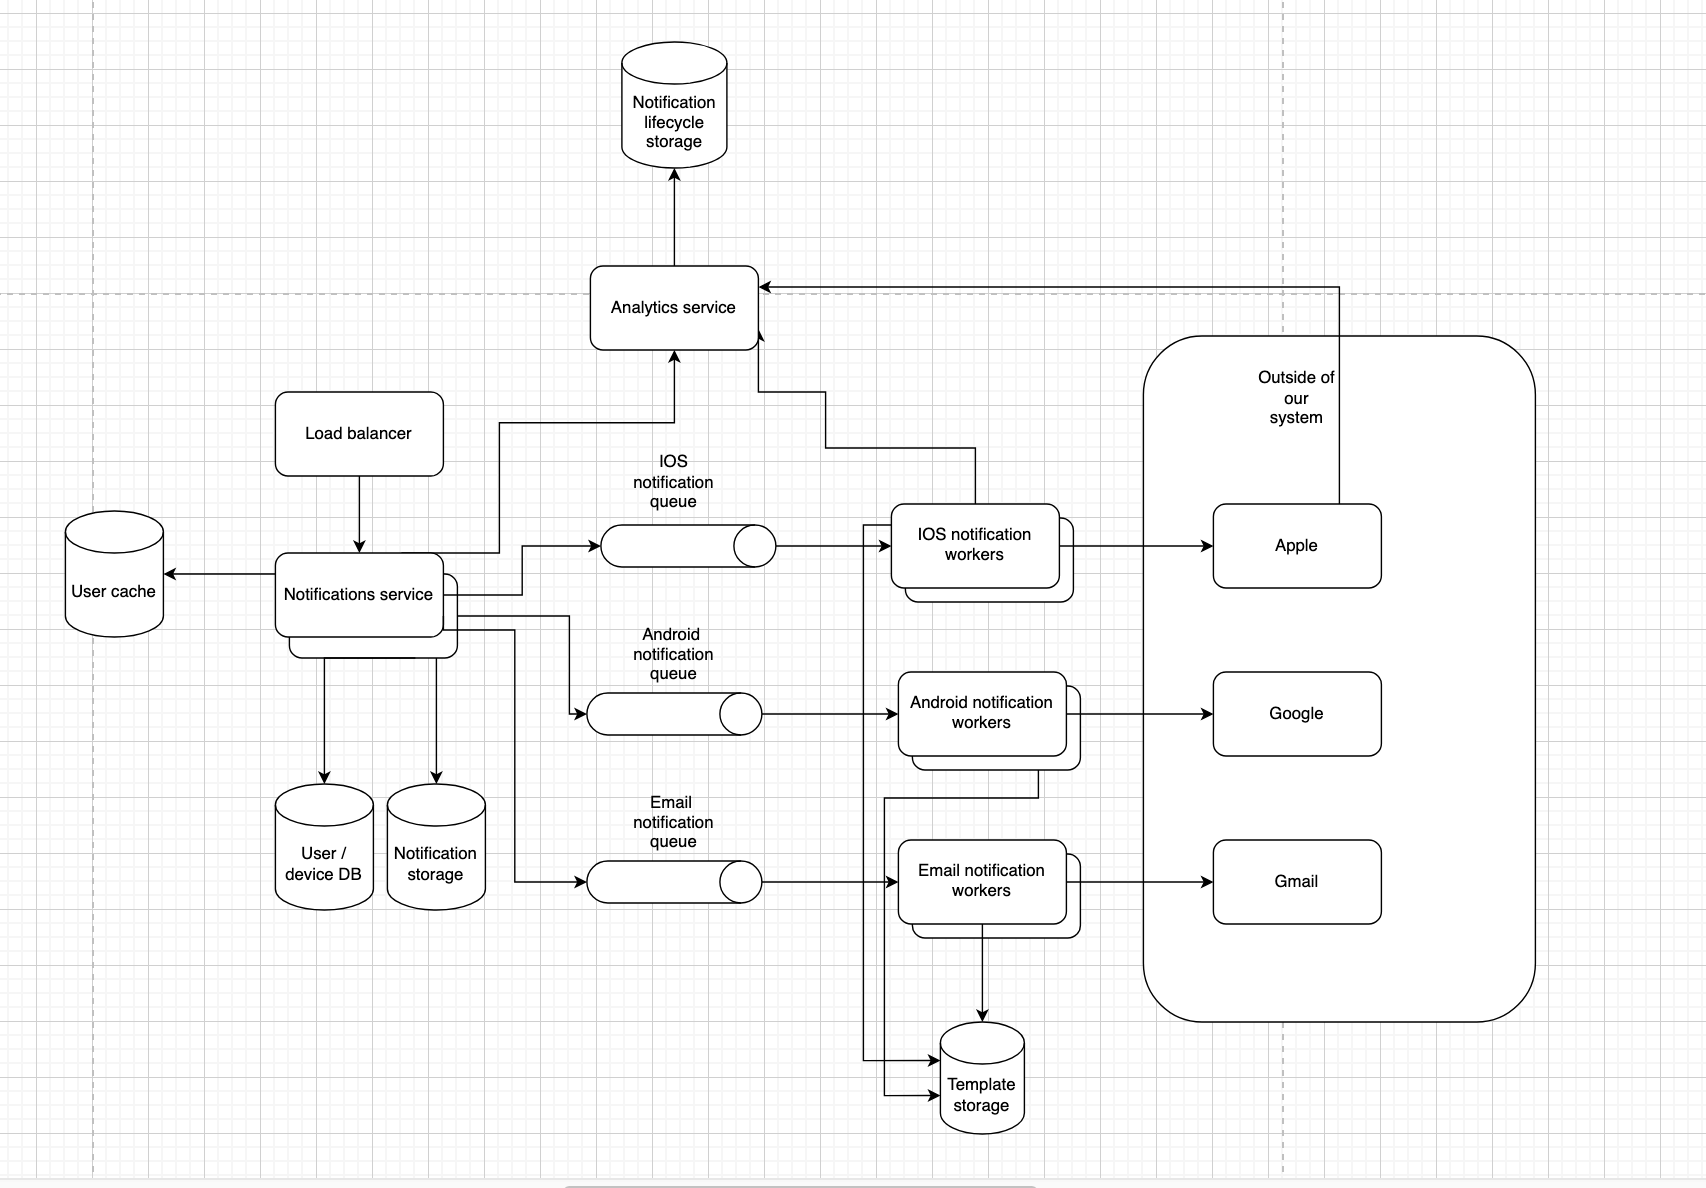 Notification
lifecycle
storage
Analytics service
Outside of
our
system
Load balancer
IOS
notification
queue
IOS notification
workers
Apple
User cache
Notifications service
Android
notification
queue
Android notification
workers
Google
Email
notification
queue
User /
device DB
Notification
storage
Email notification
workers
Gmail
Template
storage